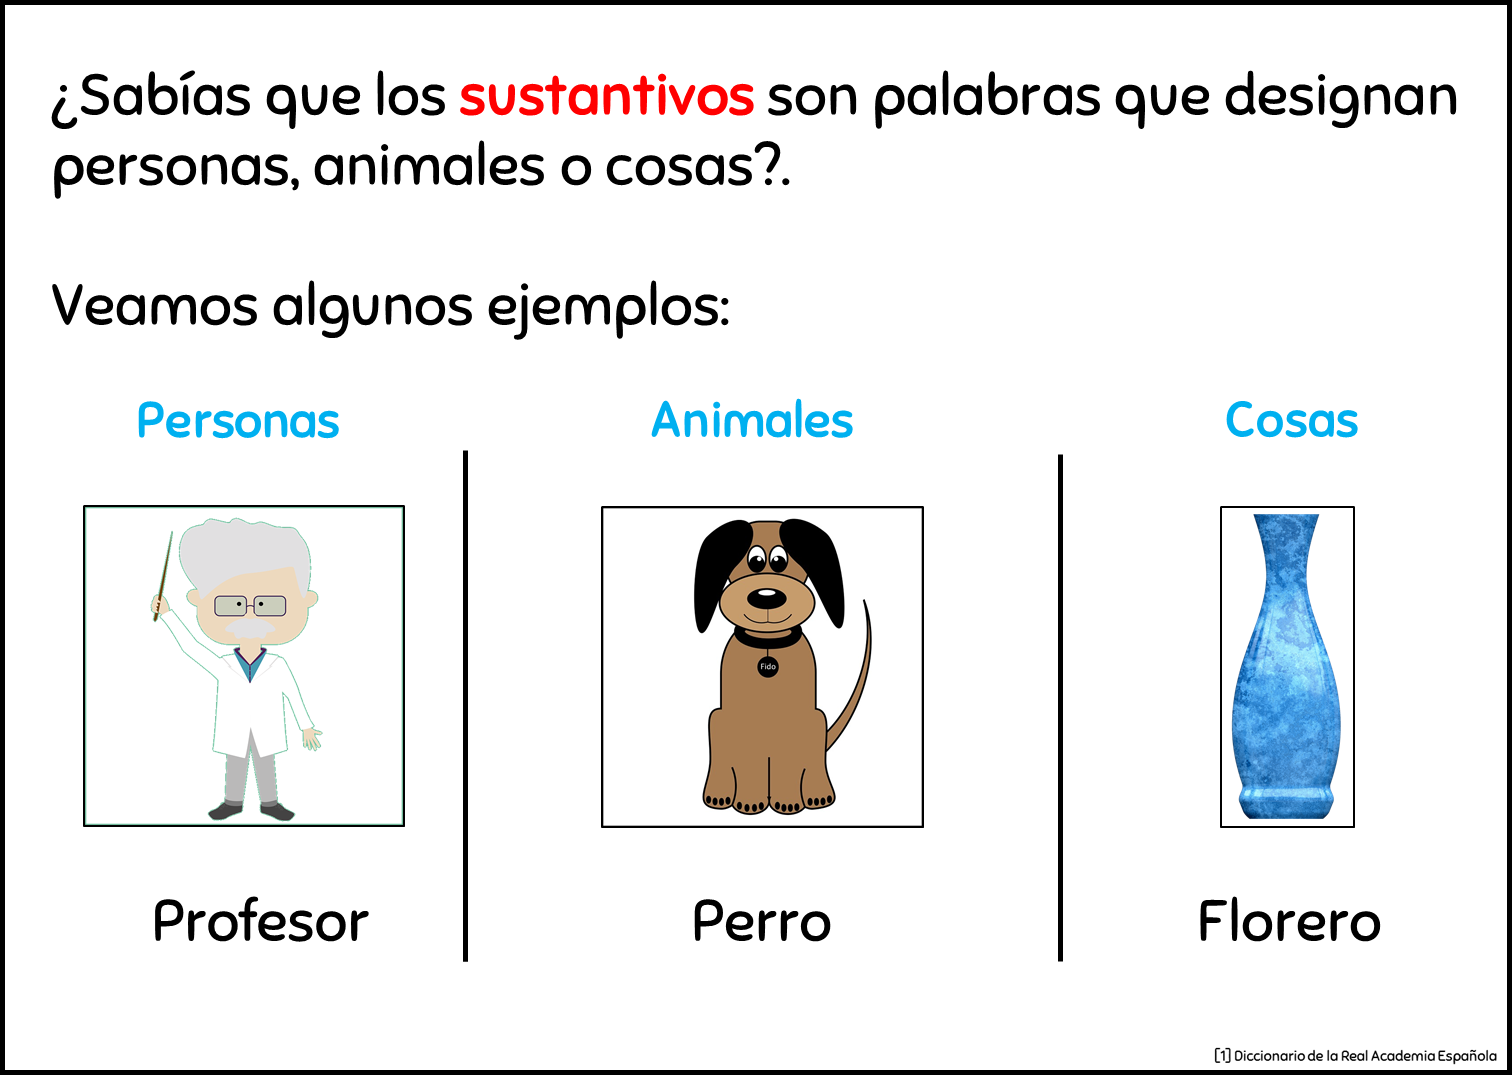 ¿Sabías que los sustantivos son palabras que designan
personas, animales o cosas?.
Veamos algunos ejemplos:
Personas
Animales
Cosas
Fido
Profesor
Perro
Florero
[1] Diccionario de la Real Academia Española